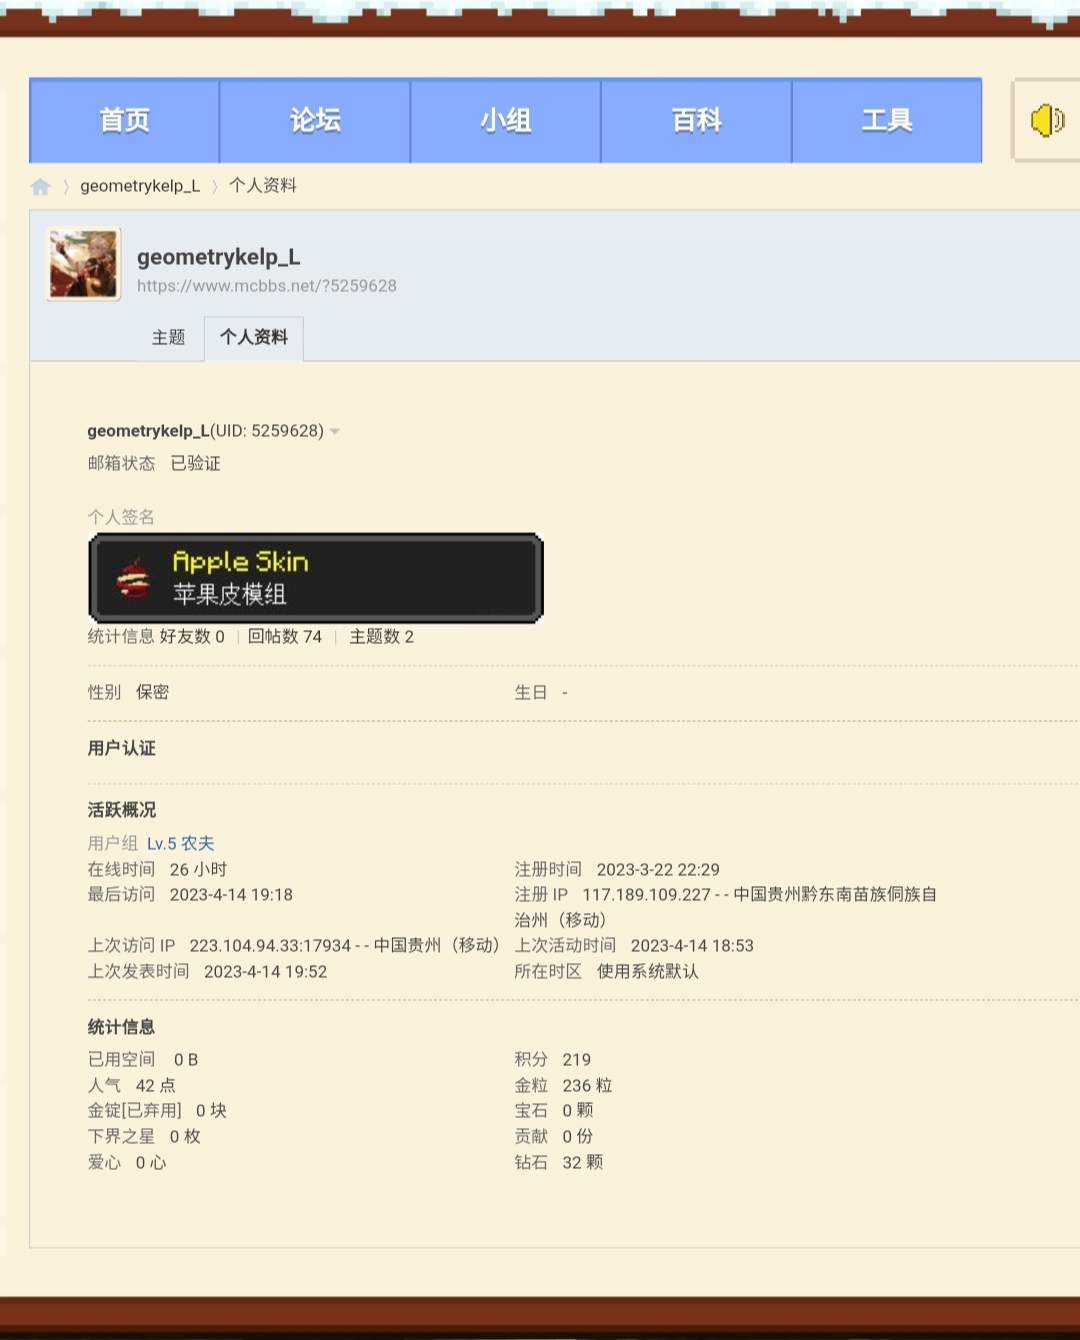 首页 论坛 小组 百科 工具
geometrykelp_L 〉 个人资料
geometrykelp_L
https://www.mcbbs.net/?5259628
主题 个人资料
geometrykelp_L(UID: 5259628)
邮箱状态 已验证
个人签名
Apple Skin
苹果皮模组
统计信息 好友数 0 | 回帖数 74 | 主题数 2
性别 保密 生日 -
用户认证
活跃概况
用户组 Lv.5 农夫
在线时间 26 小时 注册时间 2023-3-22 22:29
最后访问 2023-4-14 19:18 注册 IP 117.189.109.227 - - 中国贵州黔东南苗族侗族自
治州（移动）
上次访问 IP 223.104.94.33:17934 - - 中国贵州（移动） 上次活动时间 2023-4-14 18:53
上次发表时间 2023-4-14 19:52 所在时区 使用系统默认
统计信息
已用空间 0 B 积分 219
人气 42 点 金粒 236 粒
金锭[已弃用] 0 块 宝石 0 颗
下界之星 0 枚 贡献 0 份
爱心 0 心 钻石 32 颗